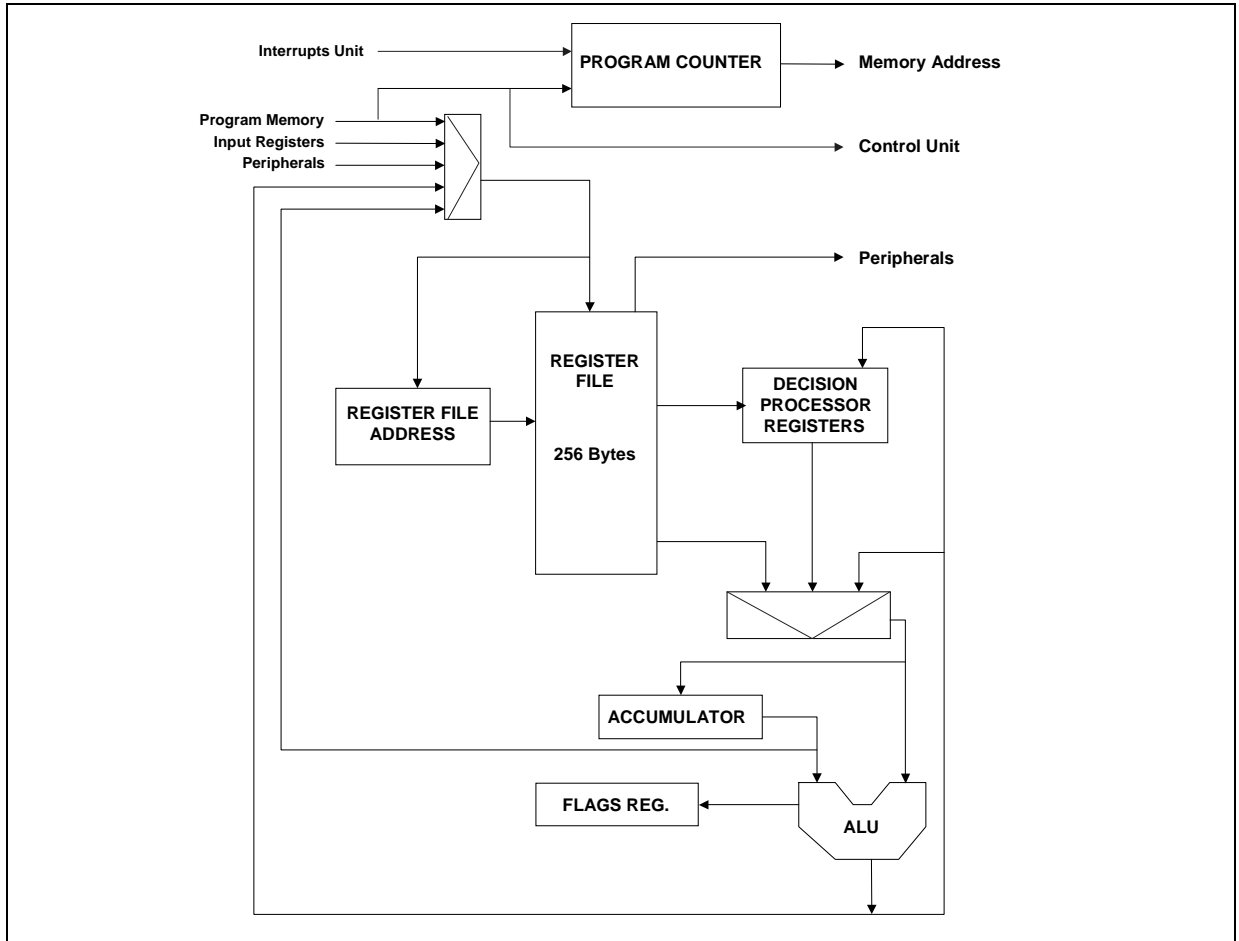 Interrupts Unit
PROGRAM COUNTER
Memory Address
Program Memory
Input Registers
Peripherals
Control Unit
Peripherals
REGISTER
FILE
256 Bytes
REGISTER FILE
ADDRESS
DECISION
PROCESSOR
REGISTERS
ACCUMULATOR
FLAGS REG.
ALU